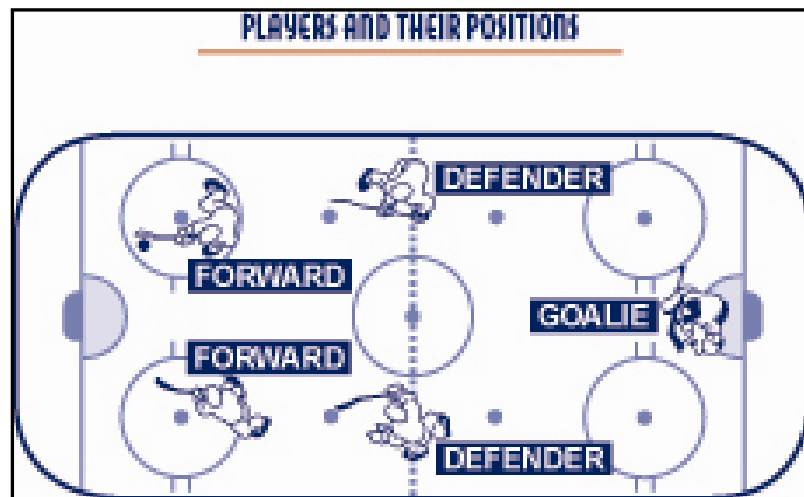 PLAYERS AND THEIR POSITIONS
DEFENDER
FORWARD
GOALIE
FORWARD
DEFENDER